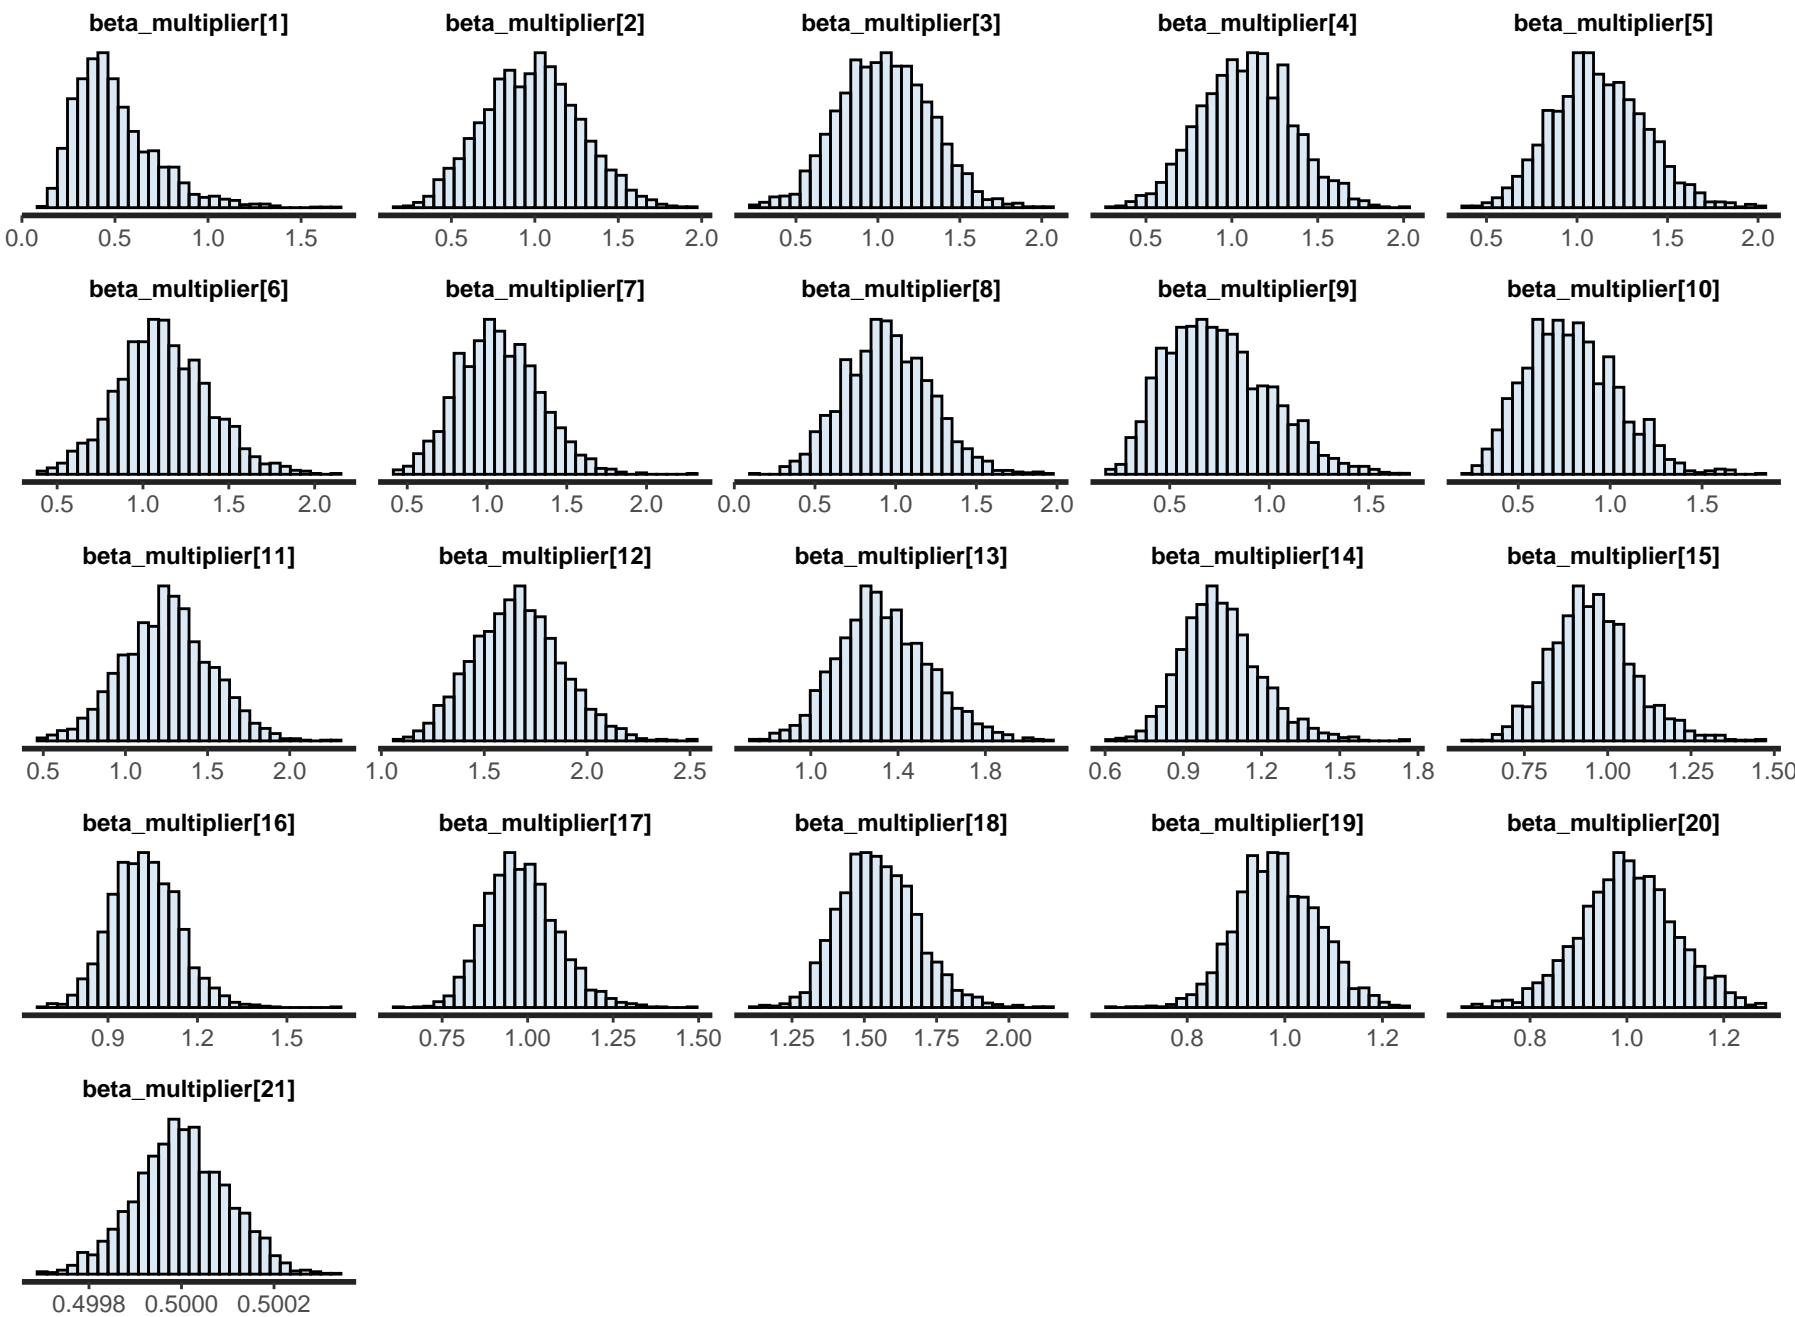 beta_multiplier[1] beta_multiplier[2] beta_multiplier[3] beta_multiplier[4] beta_multiplier[5]
0.0 0.5 1.0 1.5 0.5 1.0 1.5 2.0 0.5 1.0 1.5 2.0 0.5 1.0 1.5 2.0 0.5 1.0 1.5 2.0
beta_multiplier[6] beta_multiplier[7] beta_multiplier[8] beta_multiplier[9] beta_multiplier[10]
0.5 1.0 1.5 2.0 0.5 1.0 1.5 2.0 0.0 0.5 1.0 1.5 2.0 0.5 1.0 1.5 0.5 1.0 1.5
beta_multiplier[11] beta_multiplier[12] beta_multiplier[13] beta_multiplier[14] beta_multiplier[15]
0.5 1.0 1.5 2.0 1.0 1.5 2.0 2.5 1.0 1.4 1.8 0.6 0.9 1.2 1.5 1.8 0.75 1.00 1.25 1.50
beta_multiplier[16] beta_multiplier[17] beta_multiplier[18] beta_multiplier[19] beta_multiplier[20]
0.9 1.2 1.5 0.75 1.00 1.25 1.50 1.25 1.50 1.75 2.00 0.8 1.0 1.2 0.8 1.0 1.2
beta_multiplier[21]
0.4998 0.5000 0.5002